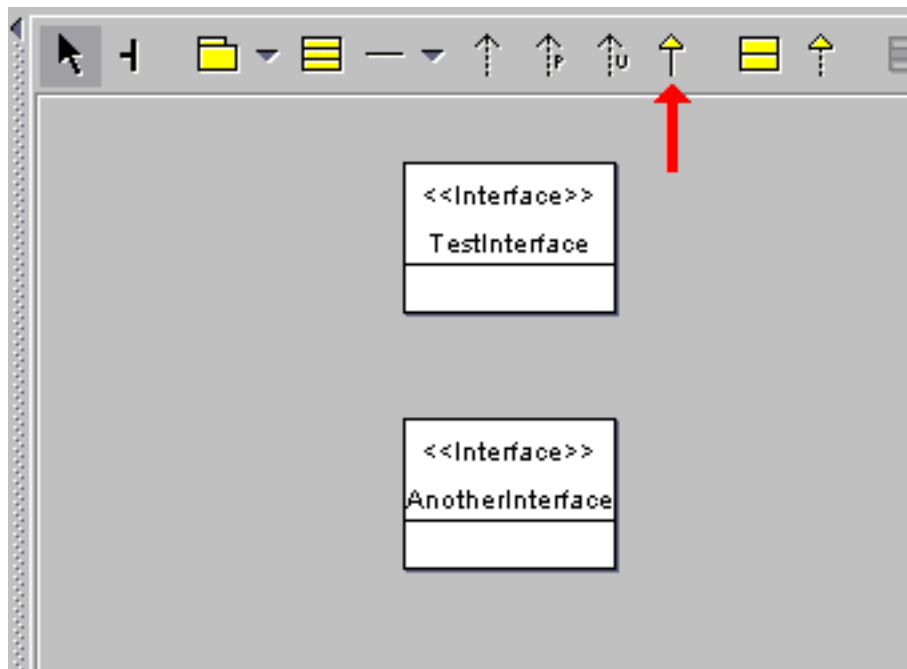 P
U
<<Interface>>
TestInterface
<<Interface>>
AnotherInterface